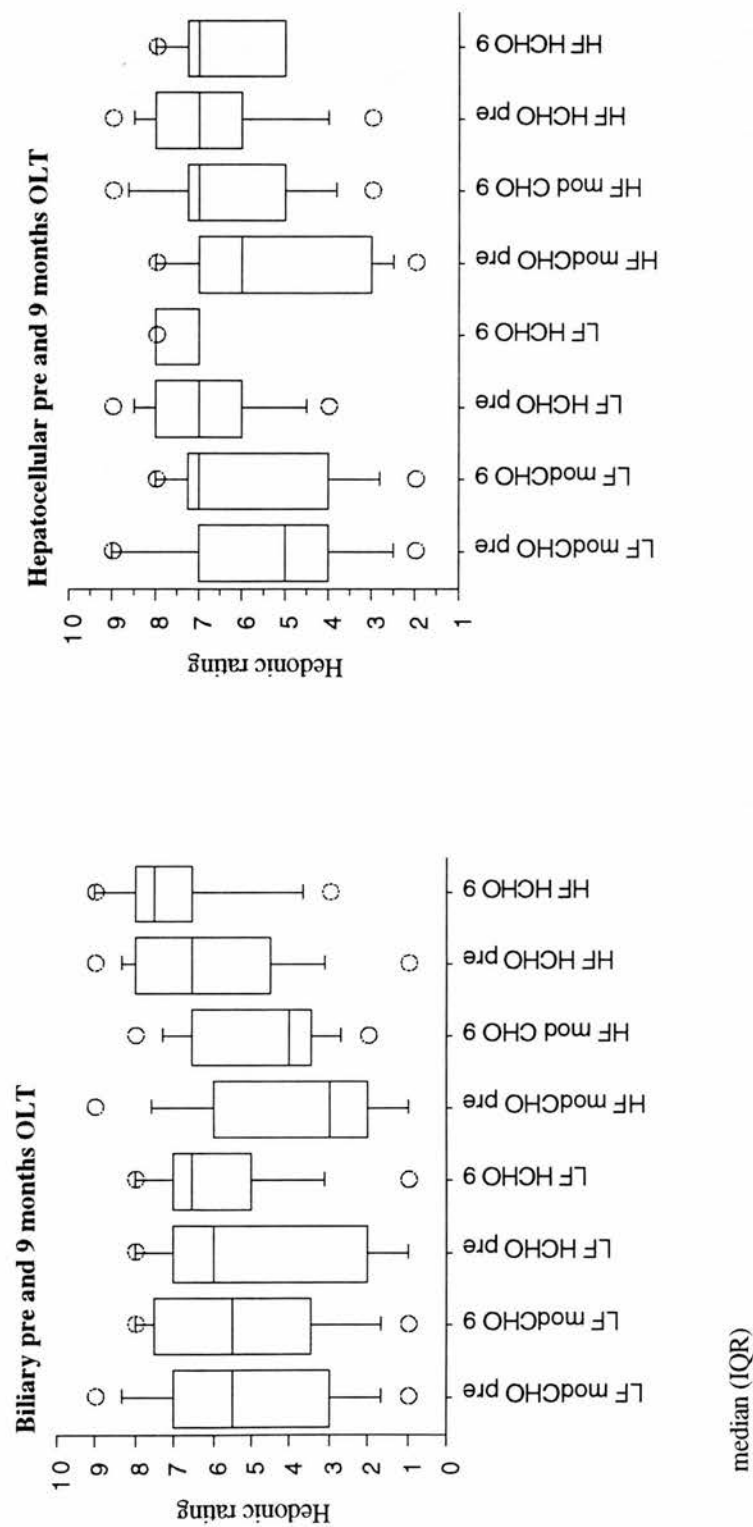 Biliary pre and 9 months OLT
Hedonic rating
10
9
8
7
6
5
4
3
2
1
0
LF modCHO pre
LF modCHO 9
LF HCHO pre
LF HCHO 9
HF modCHO pre
HF mod CHO 9
HF HCHO pre
HF HCHO 9
Hepatocellular pre and 9 months OLT
Hedonic rating
10
9
8
7
6
5
4
3
2
1
LF modCHO pre
LF modCHO 9
LF HCHO pre
LF HCHO 9
HF modCHO pre
HF mod CHO 9
HF HCHO pre
HF HCHO 9
median (IQR)